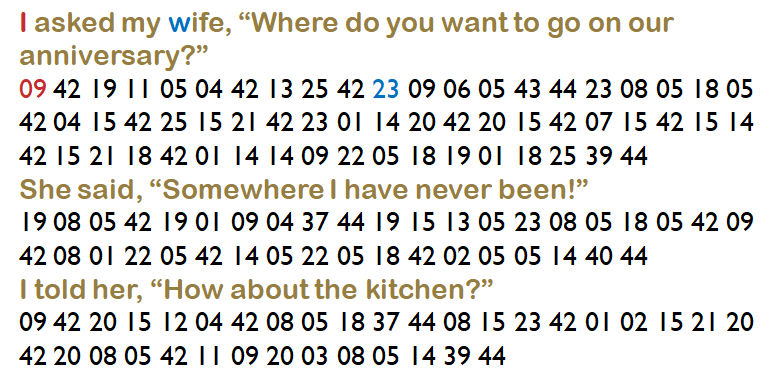 I asked my wife, “Where do you want to go on our
anniversary?”
09 42 19 11 05 04 42 13 25 42 23 09 06 05 43 44 23 08 05 18 05
42 04 15 42 25 15 21 42 23 01 14 20 42 20 15 42 07 15 42 15 14
42 15 21 18 42 01 14 14 09 22 05 18 19 01 18 25 39 44
She said, “Somewhere I have never been!”
19 08 05 42 19 01 09 04 37 44 19 15 13 05 23 08 05 18 05 42 09
42 08 01 22 05 42 14 05 22 05 18 42 02 05 05 14 40 44
I told her, “How about the kitchen?”
09 42 20 15 12 04 42 08 05 18 37 44 08 15 23 42 01 02 15 21 20
42 20 08 05 42 11 09 20 03 08 05 14 39 44